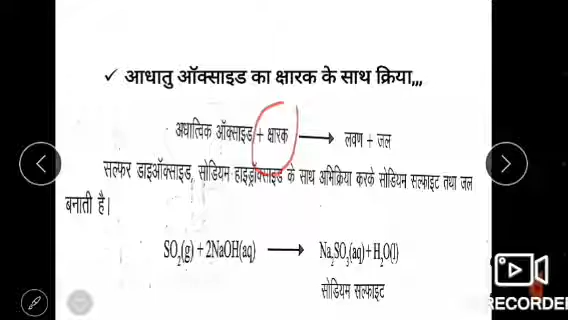 ✓ आधातु ऑक्साइड का क्षारक के साथ क्रिया,,,
अधात्विक ऑक्साइड + क्षारक ⟶ लवण + जल
सल्फर डाइऑक्साइड, सोडियम हाइड्रॉक्साइड के साथ अभिक्रिया करके सोडियम सल्फाइट तथा जल
बनाती है।
SO₂(g) + 2NaOH(aq) ⟶ Na₂SO₃(aq)+H₂O(l)
सोडियम सल्फाइट
RECORDER